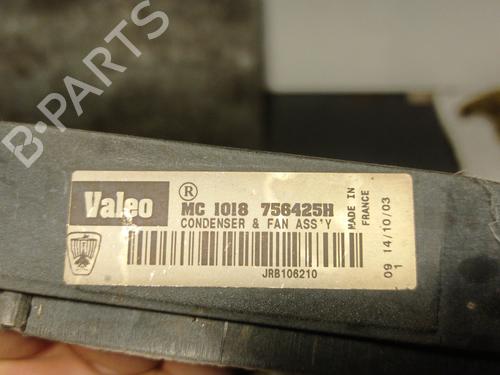 B-PARTS
Valeo ® MC 1018 756425H
CONDENSER & FAN ASS'Y
JRB106210
MADE IN
FRANCE
09 14/10/03
1